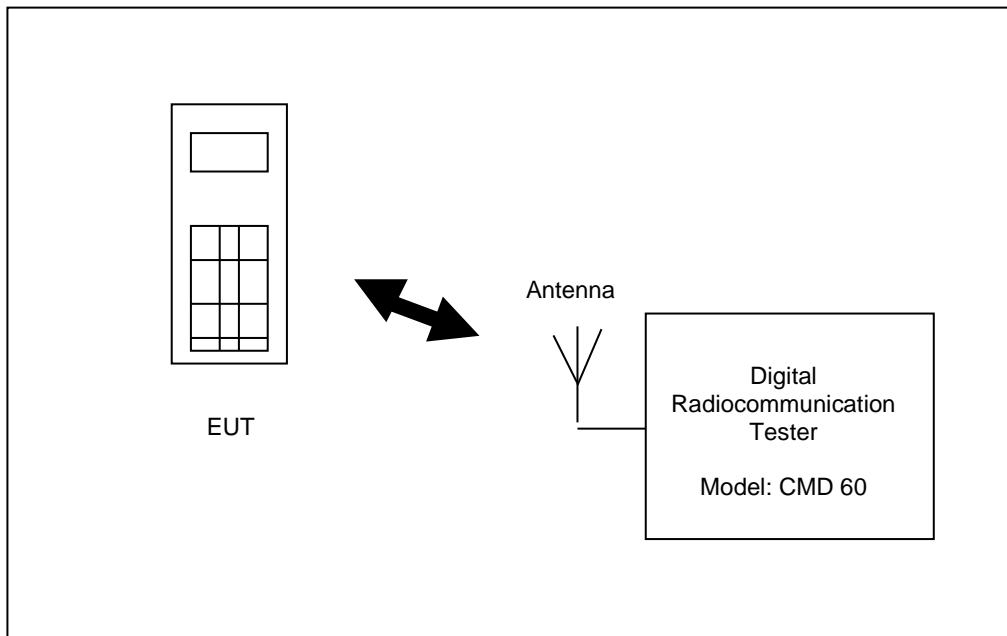 EUT
Antenna
Digital
Radiocommunication
Tester
Model: CMD 60